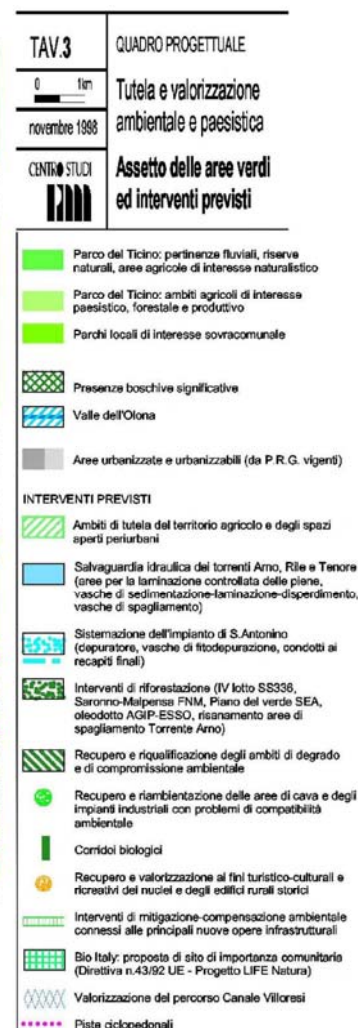 TAV.3
QUADRO PROGETTUALE
0 1km
Tutela e valorizzazione
ambientale e paesistica
novembre 1998
CENTRO STUDI
PIM
Assetto delle aree verdi
ed interventi previsti
Parco del Ticino: pertinenze fluviali, riserve
naturali, aree agricole di interesse naturalistico
Parco del Ticino: ambiti agricoli di interesse
paesistico, forestale e produttivo
Parchi locali di interesse sovracomunale
Presenze boschive significative
Valle dell'Olona
Aree urbanizzate e urbanizzabili (da P.R.G. vigenti)
INTERVENTI PREVISTI
Ambiti di tutela del territorio agricolo e degli spazi
aperti periurbani
Salvaguardia idraulica dei torrenti Arno, Rile e Tenore
(aree per la laminazione controllata delle piene,
vasche di sedimentazione-laminazione-disperdimento,
vasche di spagliamento)
Sistemazione dell'impianto di S.Antonino
(depuratore, vasche di fitodepurazione, condotti ai
recapiti finali)
Interventi di riforestazione (IV lotto SS336,
Saronno-Malpensa FNM, Piano del verde SEA,
oleodotto AGIP-ESSO, risanamento aree di
spagliamento Torrente Arno)
Recupero e riqualificazione degli ambiti di degrado
e di compromissione ambientale
Recupero e riambientazione delle aree di cava e degli
impianti industriali con problemi di compatibilità
ambientale
Corridoi biologici
Recupero e valorizzazione ai fini turistico-culturali e
ricreativi dei nuclei e degli edifici rurali storici
Interventi di mitigazione-compensazione ambientale
connessi alle principali nuove opere infrastrutturali
Bio Italy: proposta di sito di importanza comunitaria
(Direttiva n.43/92 UE - Progetto LIFE Natura)
Valorizzazione del percorso Canale Villoresi
Piste ciclopedonali